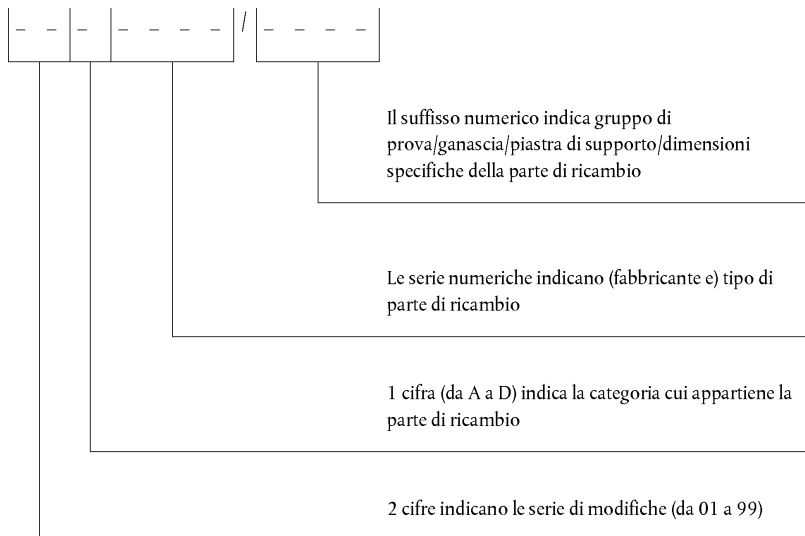 _ _ _ _ _ _ _ / _ _ _ _
Il suffisso numerico indica gruppo di
prova/ganascia/piastra di supporto/dimensioni
specifiche della parte di ricambio
Le serie numeriche indicano (fabbricante e) tipo di
parte di ricambio
1 cifra (da A a D) indica la categoria cui appartiene la
parte di ricambio
2 cifre indicano le serie di modifiche (da 01 a 99)